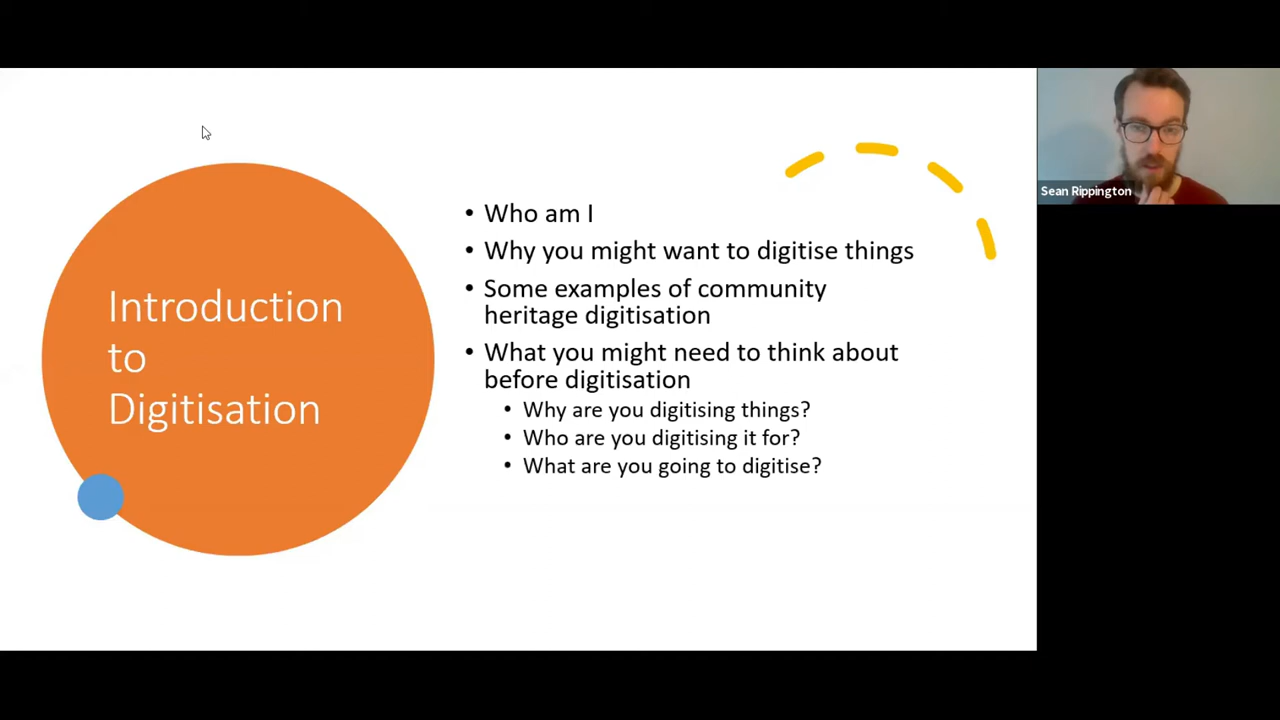 Introduction
to
Digitisation
• Who am I
• Why you might want to digitise things
• Some examples of community
heritage digitisation
• What you might need to think about
before digitisation
• Why are you digitising things?
• Who are you digitising it for?
• What are you going to digitise?
Sean Rippington